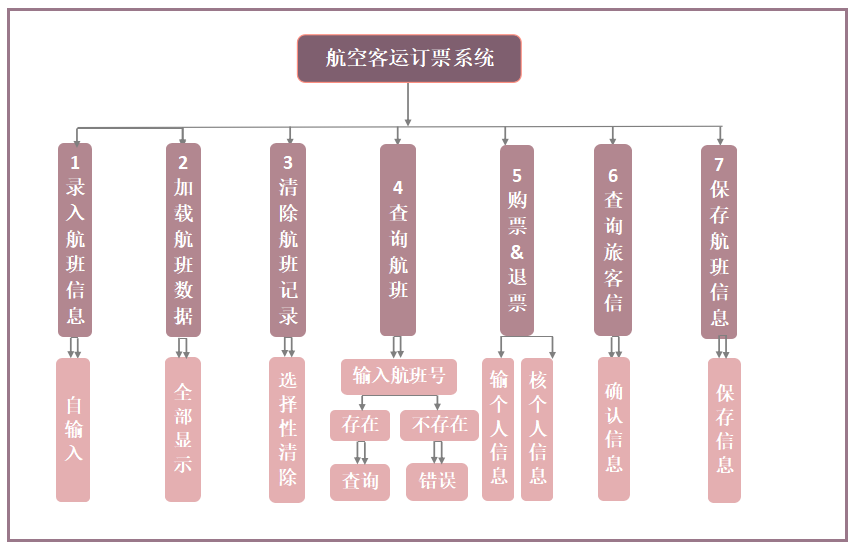 航空客运订票系统
1录入航班信息
2加载航班数据
3清除航班记录
4查询航班
5购票&退票
6查询旅客信
7保存航班信息
自输入
全部显示
选择性清除
输入航班号
存在
不存在
查询
错误
输个人信息
核个人信息
确认信息
保存信息